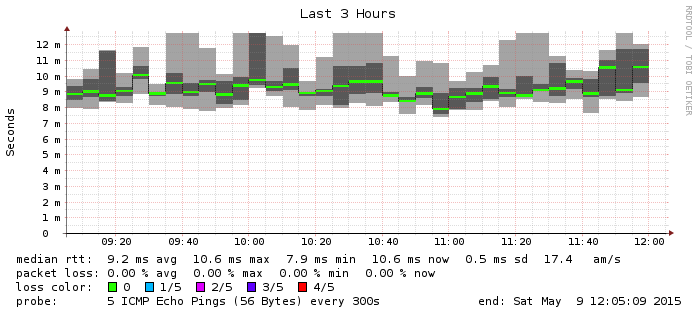 Last 3 Hours
RRDTOOL / TOBI OETIKER
Seconds
12 m
11 m
10 m
9 m
8 m
7 m
6 m
5 m
4 m
3 m
2 m
1 m
0
09:20 09:40 10:00 10:20 10:40 11:00 11:20 11:40 12:00
median rtt: 9.2 ms avg 10.6 ms max 7.9 ms min 10.6 ms now 0.5 ms sd 17.4 am/s
packet loss: 0.00 % avg 0.00 % max 0.00 % min 0.00 % now
loss color: 0 1/5 2/5 3/5 4/5
probe: 5 ICMP Echo Pings (56 Bytes) every 300s end: Sat May 9 12:05:09 2015